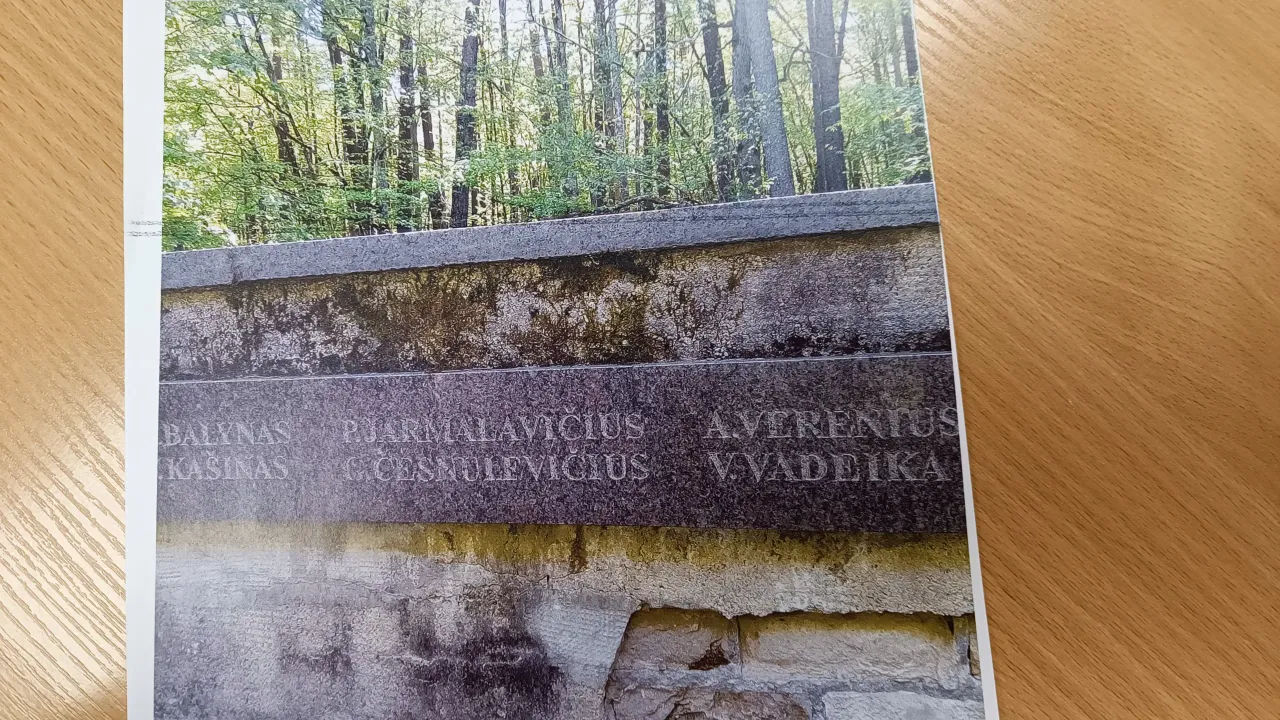 .BALYNAS P.JARMALAVIČIUS A.VERENIUS
.KAŠINAS G.ČESNULEVIČIUS V.VADEIKA